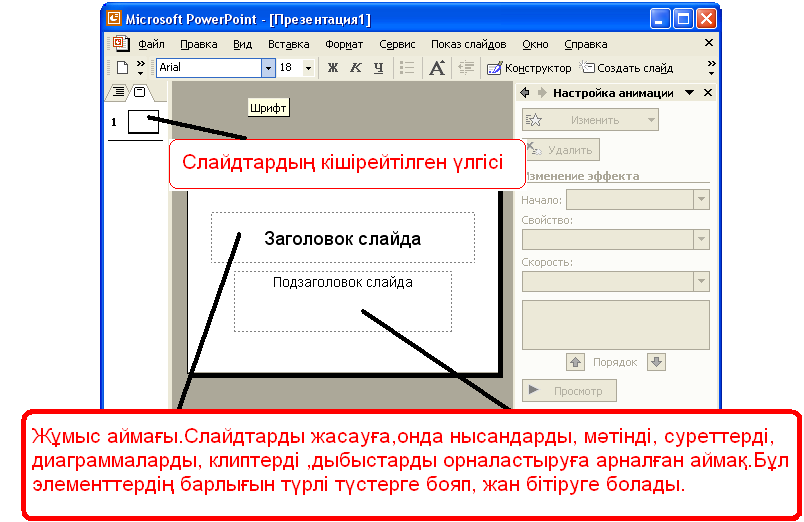 Microsoft PowerPoint - [Презентация1]
Файл Правка Вид Вставка Формат Сервис Показ слайдов Окно Справка
Arial 18 Ж К Ч А Конструктор Создать слайд
Настройка анимации
Шрифт
1
Изменить
Удалить
Слайдтардың кішірейтілген үлгісі
Изменение эффекта
Начало:
Свойство:
Заголовок слайда
Скорость:
Подзаголовок слайда
Порядок
Просмотр
Жұмыс аймағы.Слайдтарды жасауға,онда нысандарды, мәтінді, суреттерді,
диаграммаларды, клиптерді ,дыбыстарды орналастыруға арналған аймақ.Бұл
элементтердің барлығын түрлі түстерге бояп, жан бітіруге болады.